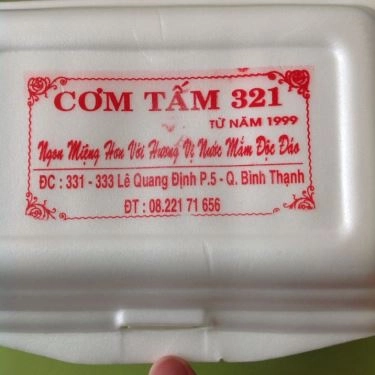 CƠM TẤM 321
TỪ NĂM 1999
Ngon Miệng Hơn Với Hương Vị Nước Mắm Độc Đáo
ĐC : 331 - 333 Lê Quang Định P.5 - Q. Bình Thạnh
ĐT : 08.221 71 656